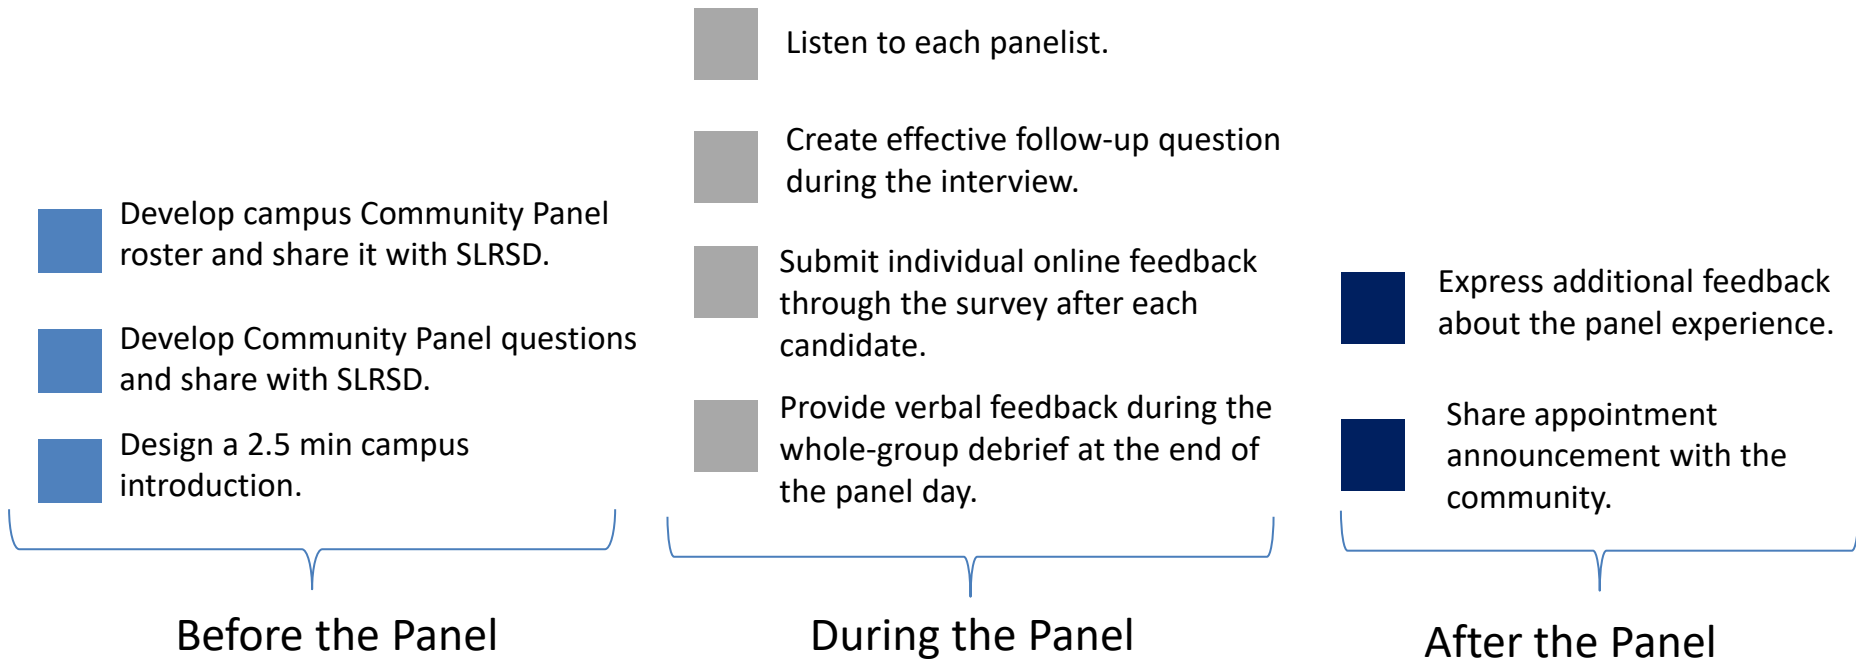 Develop campus Community Panel
roster and share it with SLRSD.
Develop Community Panel questions
and share with SLRSD.
Design a 2.5 min campus
introduction.
Before the Panel
Listen to each panelist.
Create effective follow-up question
during the interview.
Submit individual online feedback
through the survey after each
candidate.
Provide verbal feedback during the
whole-group debrief at the end of
the panel day.
During the Panel
Express additional feedback
about the panel experience.
Share appointment
announcement with the
community.
After the Panel